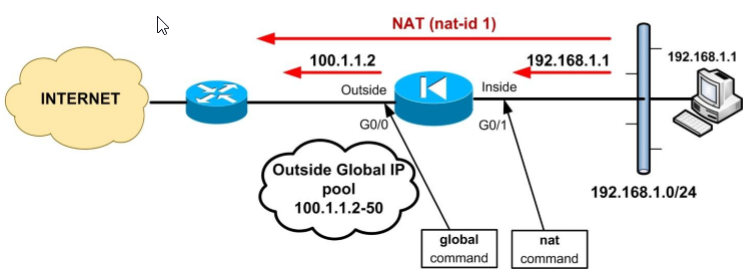 NAT (nat-id 1)
100.1.1.2
192.168.1.1
192.168.1.1
INTERNET
Outside
Inside
G0/0
G0/1
Outside Global IP
pool
100.1.1.2-50
192.168.1.0/24
global
command
nat
command